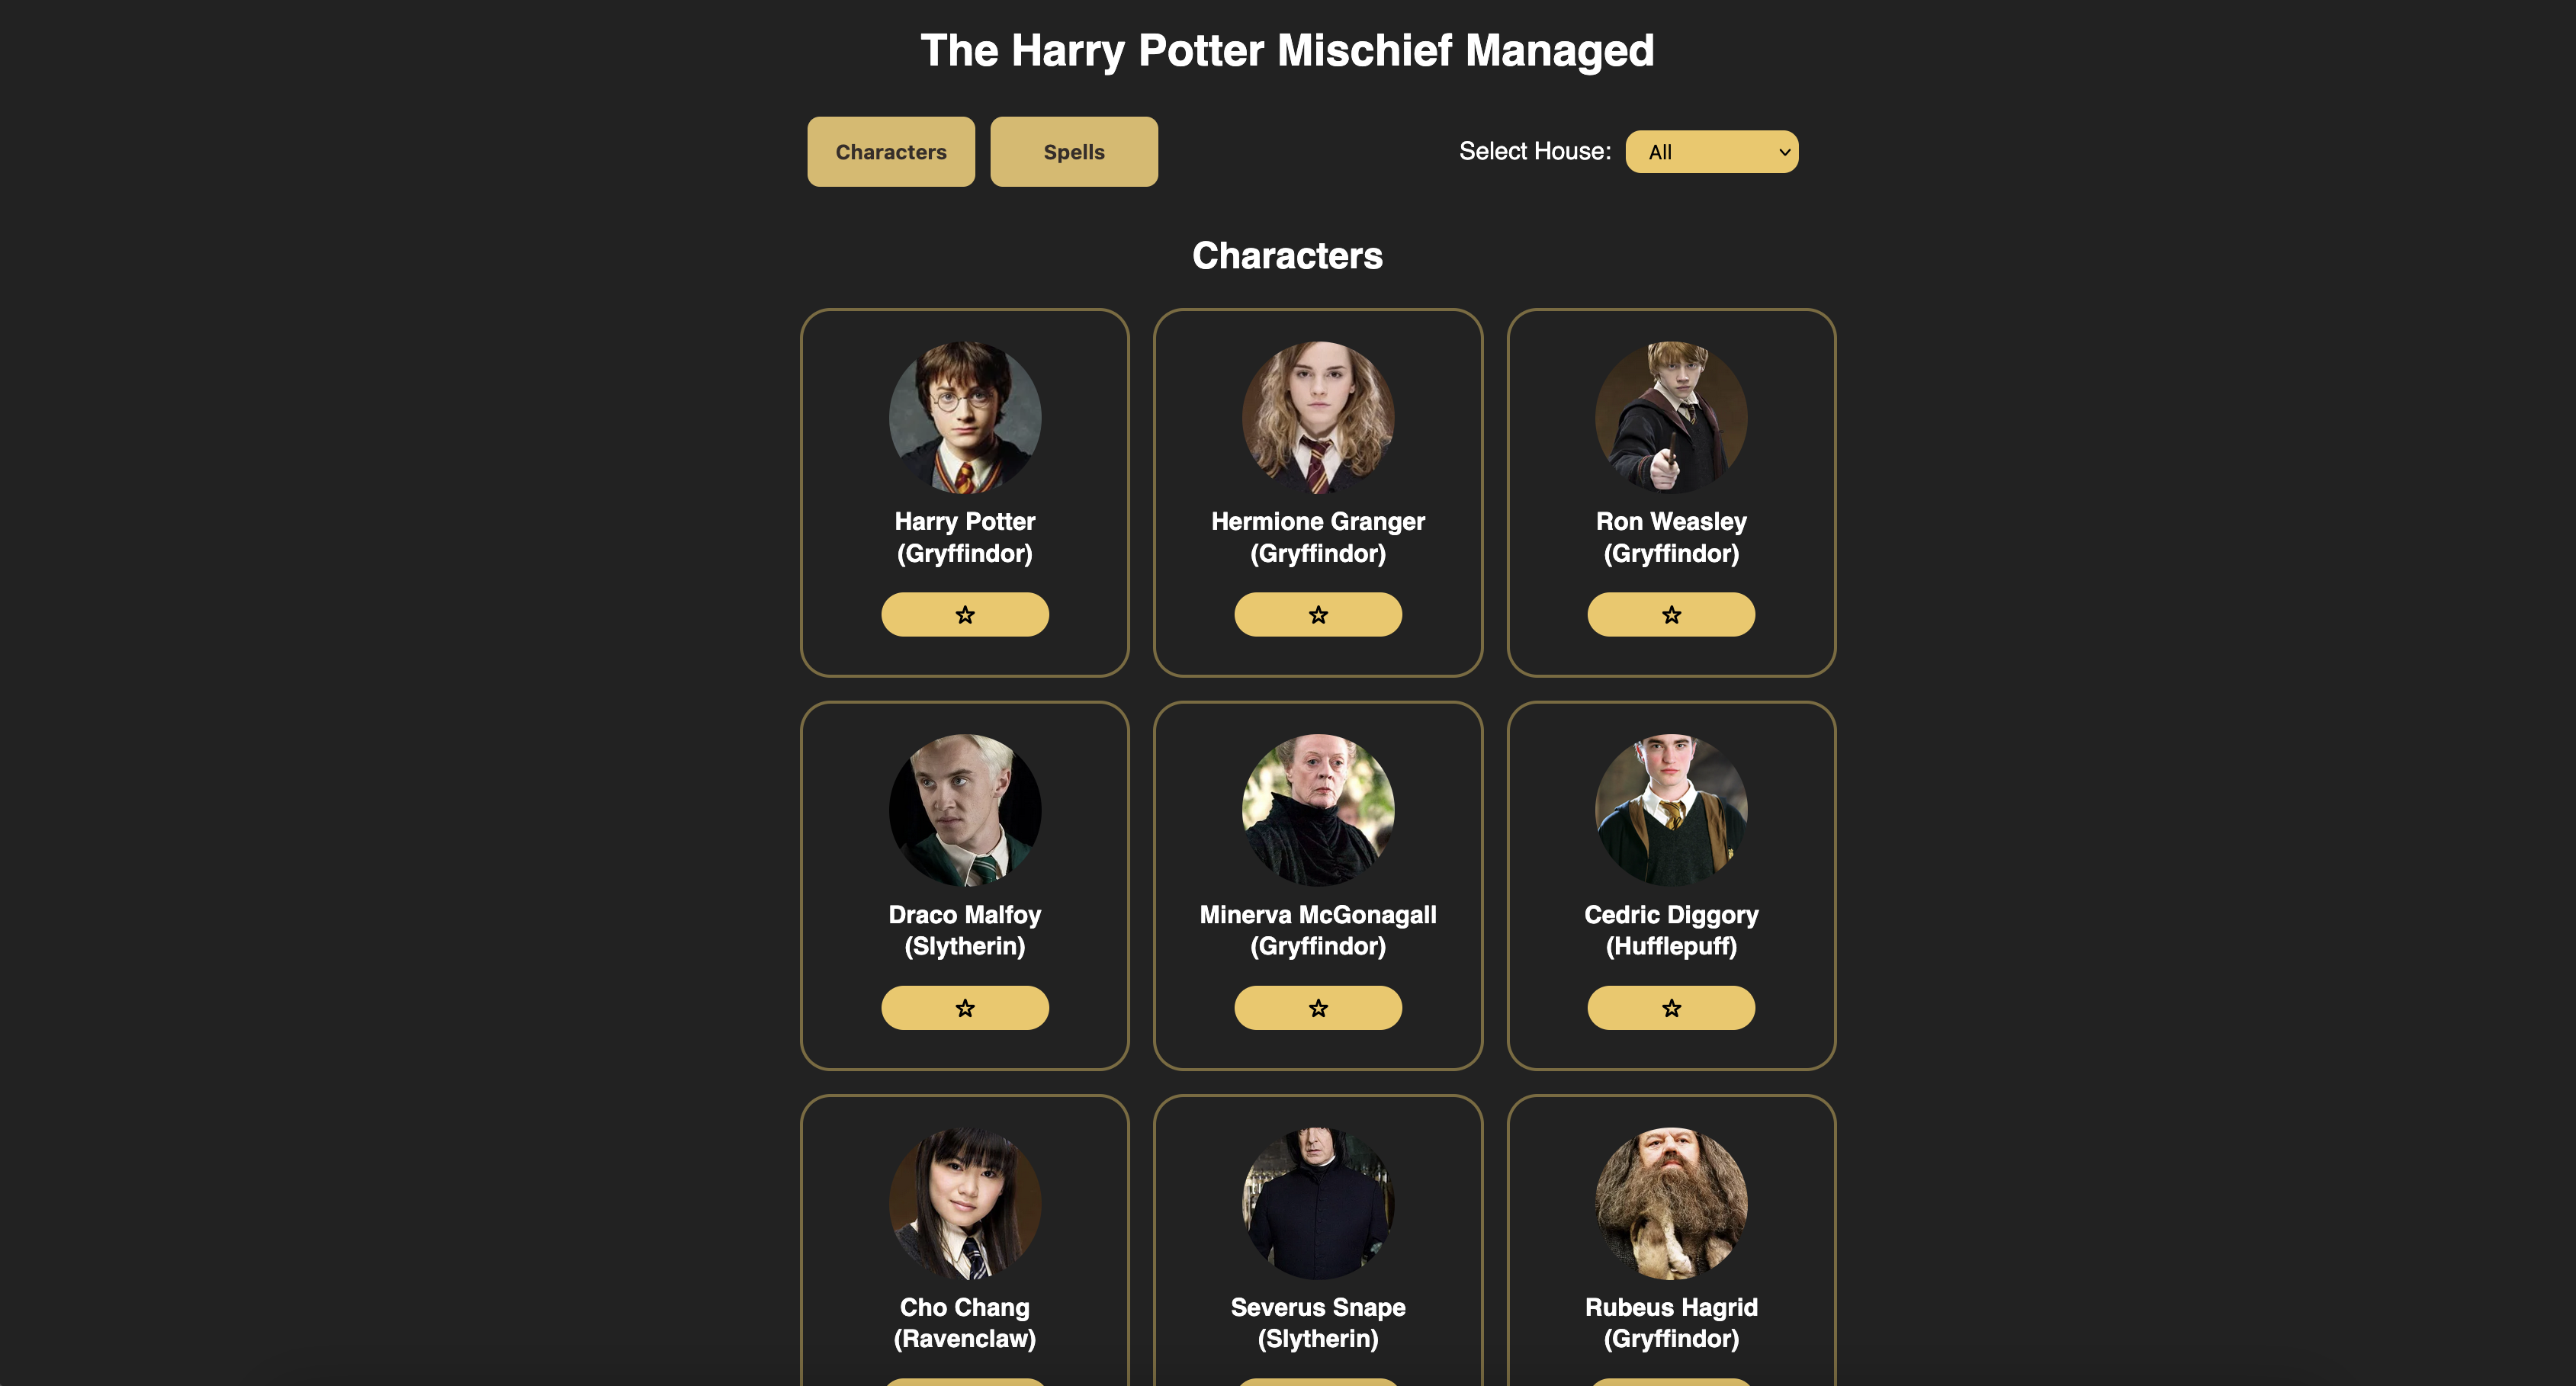 The Harry Potter Mischief Managed
Characters Spells Select House: All
Characters
Harry Potter Hermione Granger Ron Weasley
(Gryffindor) (Gryffindor) (Gryffindor)
Draco Malfoy Minerva McGonagall Cedric Diggory
(Slytherin) (Gryffindor) (Hufflepuff)
Cho Chang Severus Snape Rubeus Hagrid
(Ravenclaw) (Slytherin) (Gryffindor)